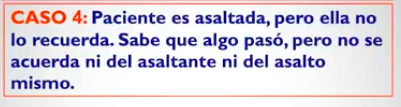 CASO 4: Paciente es asaltada, pero ella no
lo recuerda. Sabe que algo pasó, pero no se
acuerda ni del asaltante ni del asalto
mismo.